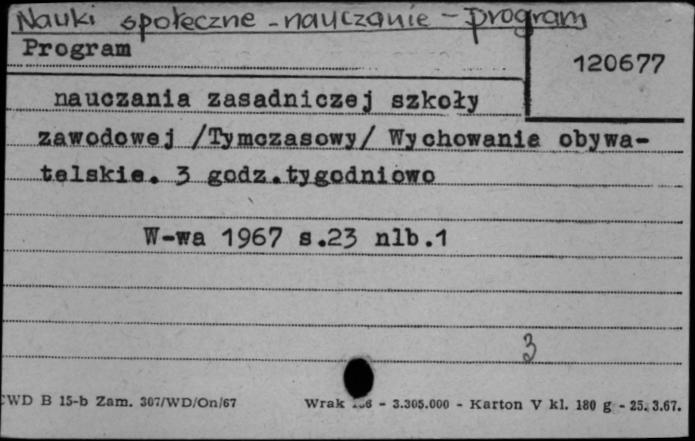 Nauki społeczne - nauczanie - program
Program
120677
nauczania zasadniczej szkoły
zawodowej /Tymczasowy/ Wychowanie obywa-
telskie. 3 godz.tygodniowo
W-wa 1967 s.23 nlb.1
3
CWD B 15-b Zam. 307/WD/On/67
Wrak - 3.305.000 - Karton V kl. 180 g - 25.3.67.